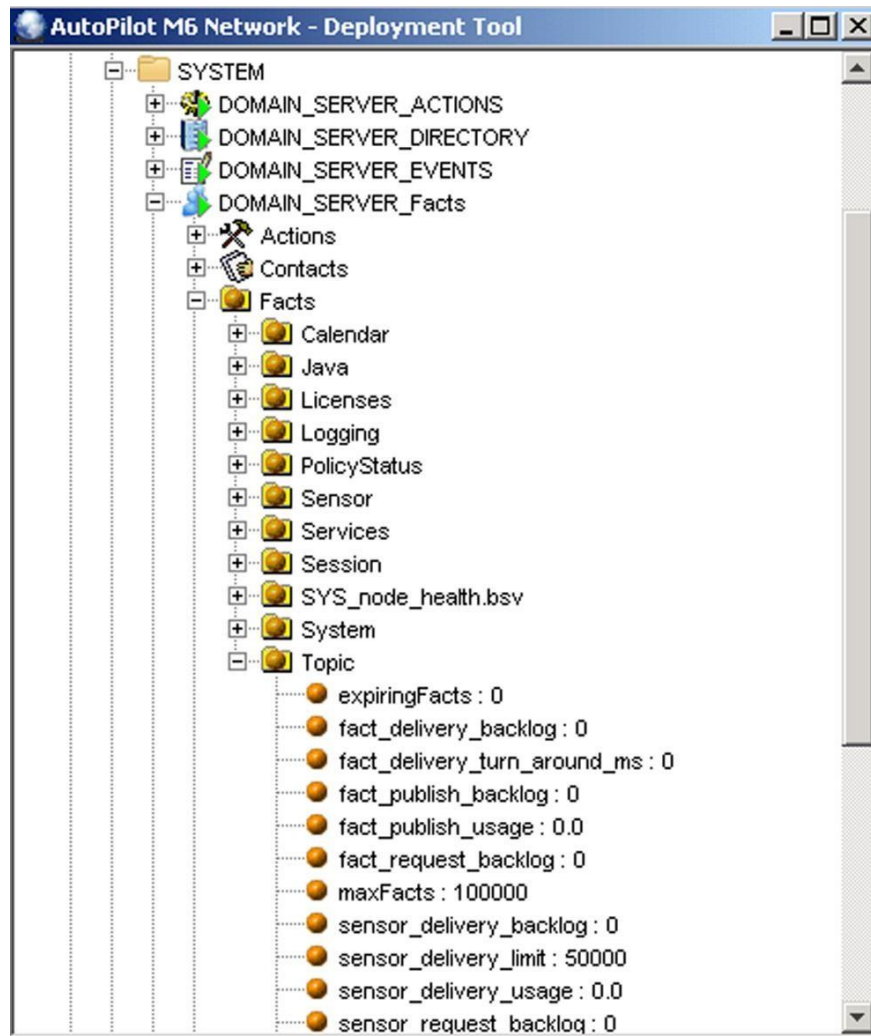 AutoPilot M6 Network - Deployment Tool
SYSTEM
DOMAIN_SERVER_ACTIONS
DOMAIN_SERVER_DIRECTORY
DOMAIN_SERVER_EVENTS
DOMAIN_SERVER_Facts
Actions
Contacts
Facts
Calendar
Java
Licenses
Logging
PolicyStatus
Sensor
Services
Session
SYS_node_health.bsv
System
Topic
expiringFacts : 0
fact_delivery_backlog : 0
fact_delivery_turn_around_ms : 0
fact_publish_backlog : 0
fact_publish_usage : 0.0
fact_request_backlog : 0
maxFacts : 100000
sensor_delivery_backlog : 0
sensor_delivery_limit : 50000
sensor_delivery_usage : 0.0
sensor_request_backlog : 0